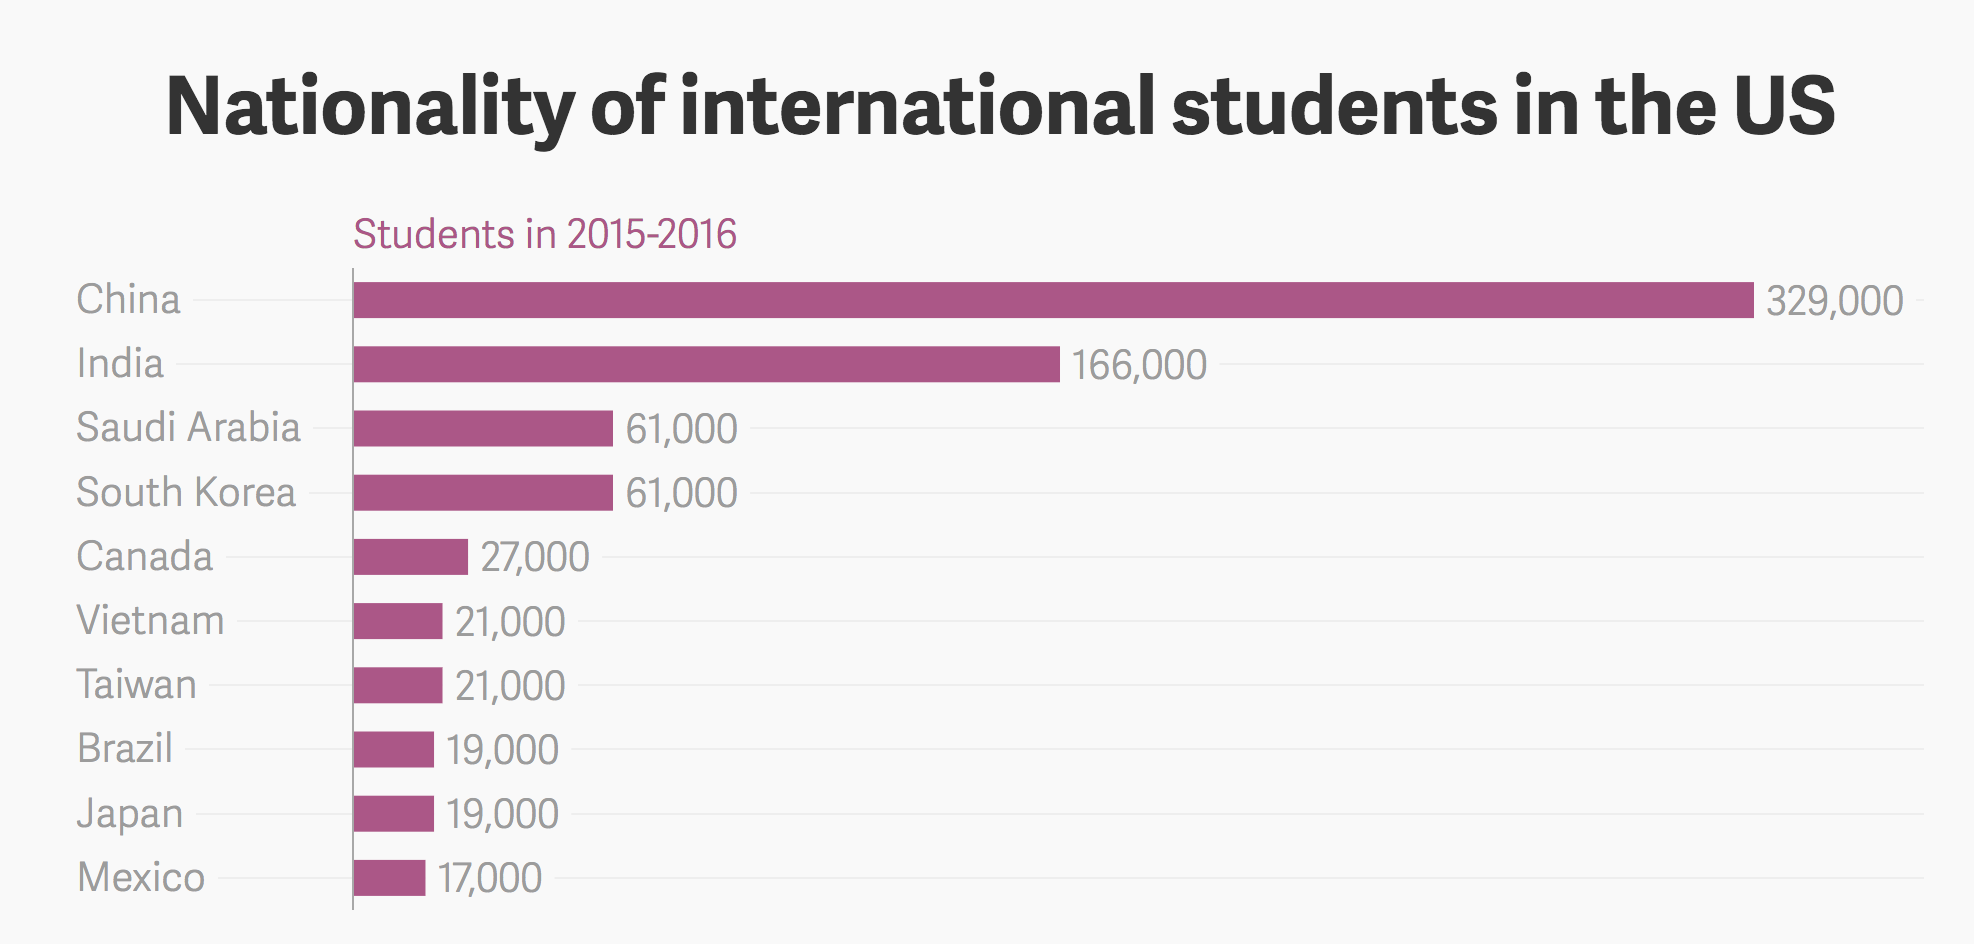 Nationality of international students in the US
Students in 2015-2016
China 329,000
India 166,000
Saudi Arabia 61,000
South Korea 61,000
Canada 27,000
Vietnam 21,000
Taiwan 21,000
Brazil 19,000
Japan 19,000
Mexico 17,000